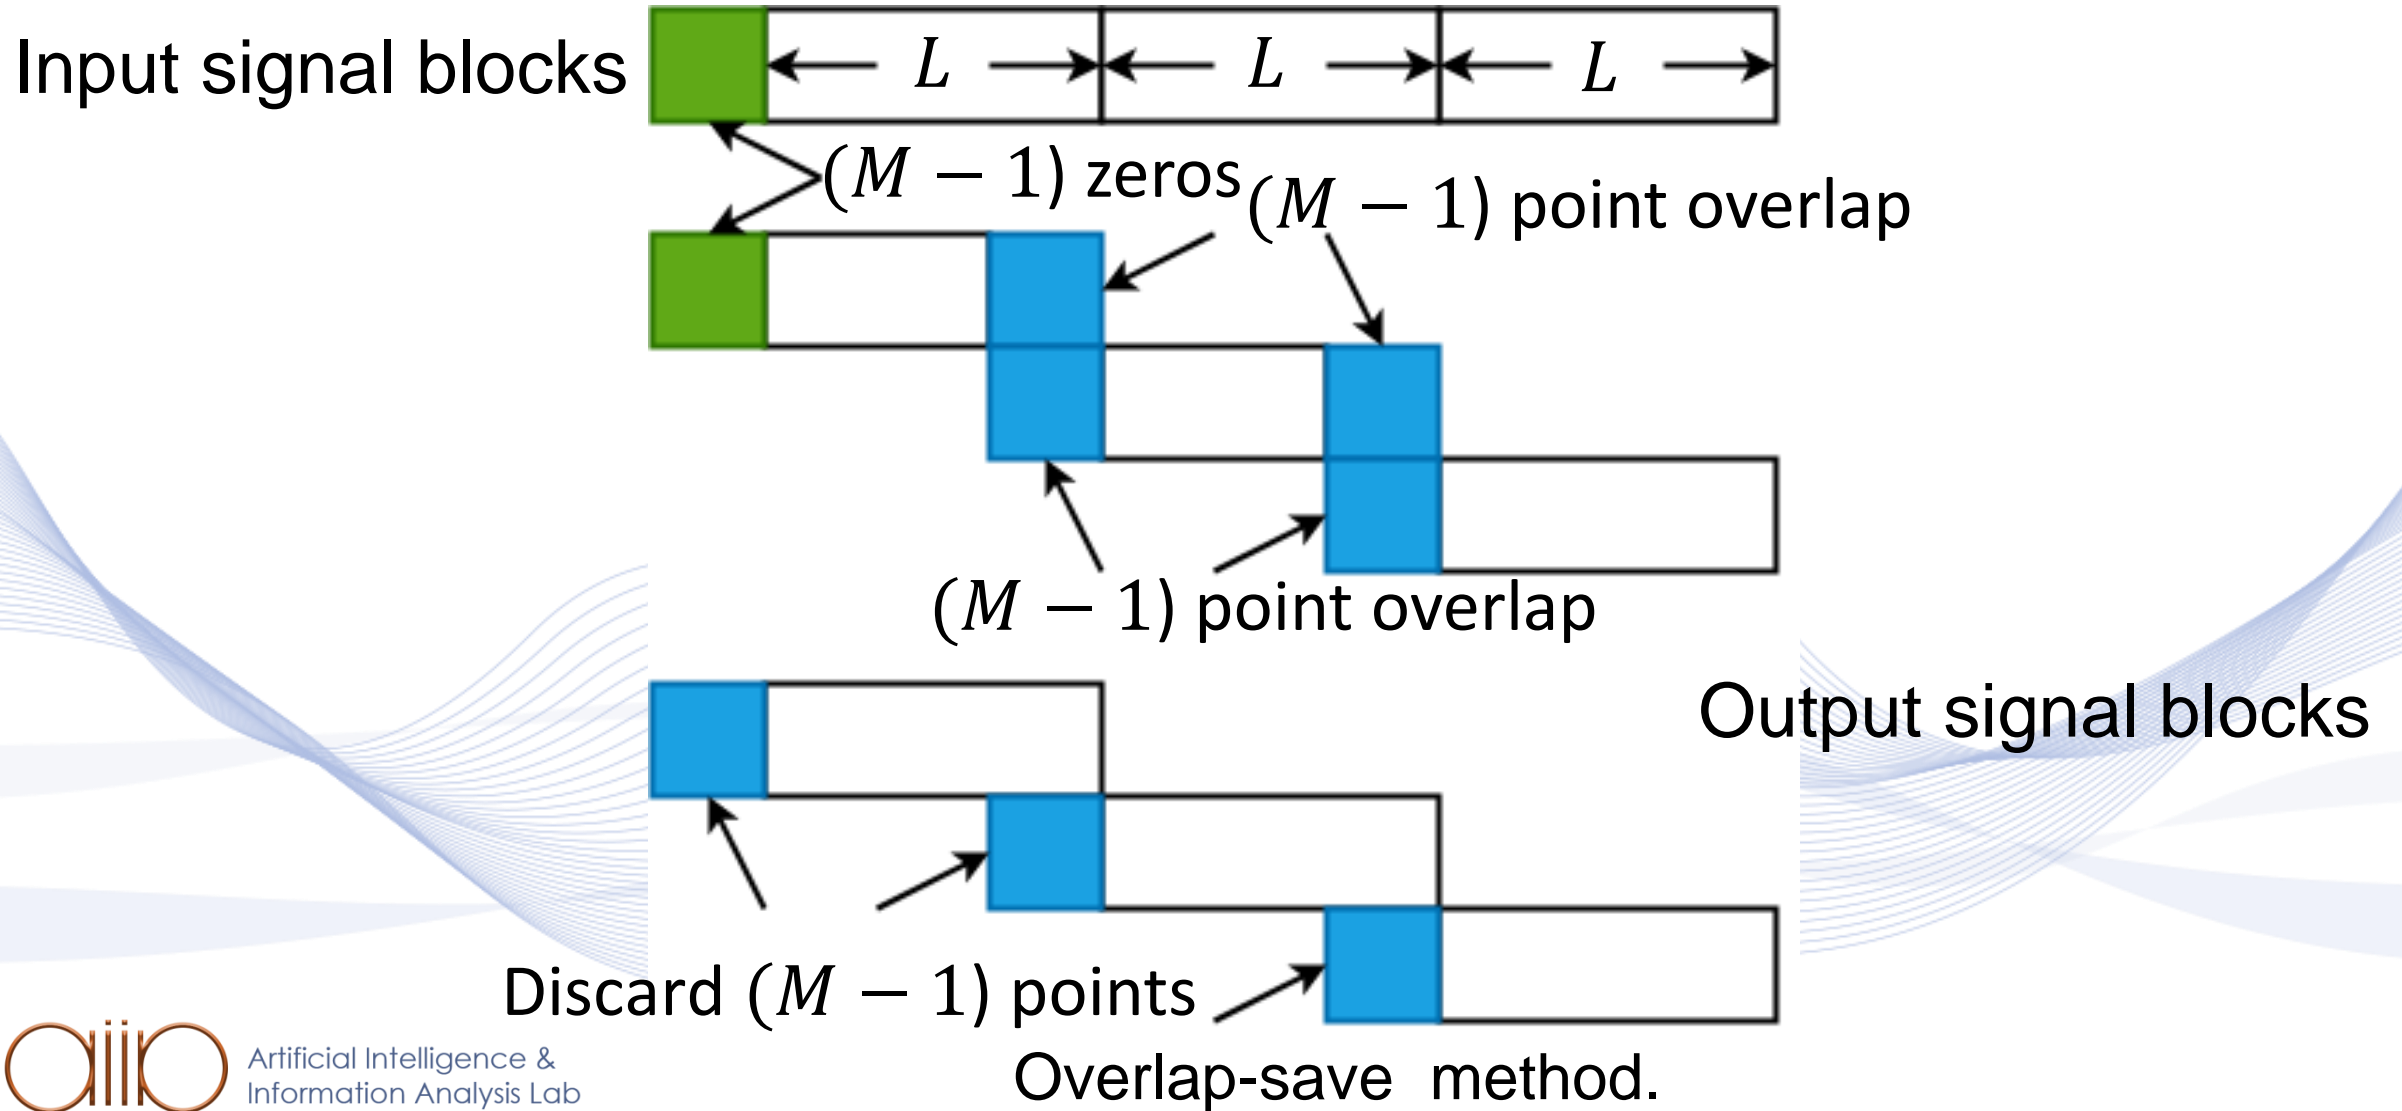 Input signal blocks
L L L
(M − 1) zeros
(M − 1) point overlap
(M − 1) point overlap
Output signal blocks
Discard (M − 1) points
Overlap-save method.
aiia
Artificial Intelligence &
Information Analysis Lab